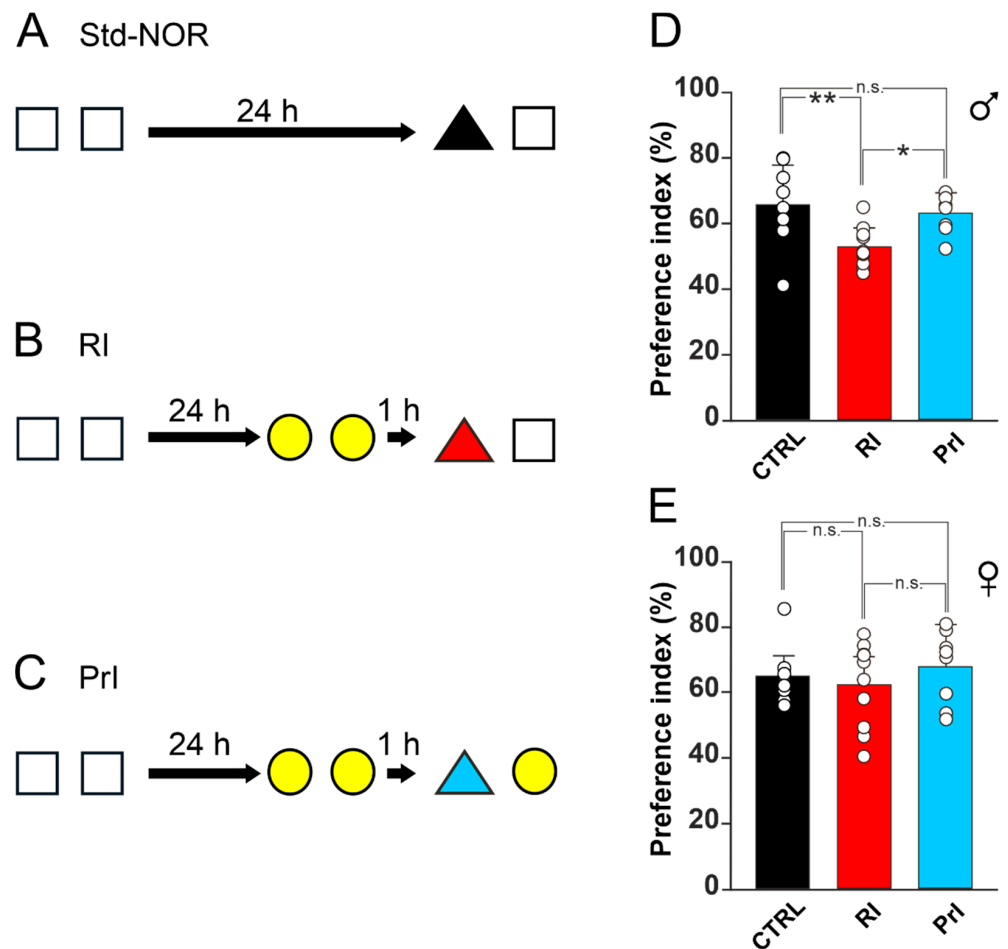 A Std-NOR
24 h
B RI
24 h 1 h
C PrI
24 h 1 h
D
♂
n.s.
**
*
Preference index (%)
100
80
60
40
20
0
CTRL RI PrI
E
♀
n.s.
n.s.
n.s.
Preference index (%)
100
80
60
40
20
0
CTRL RI PrI